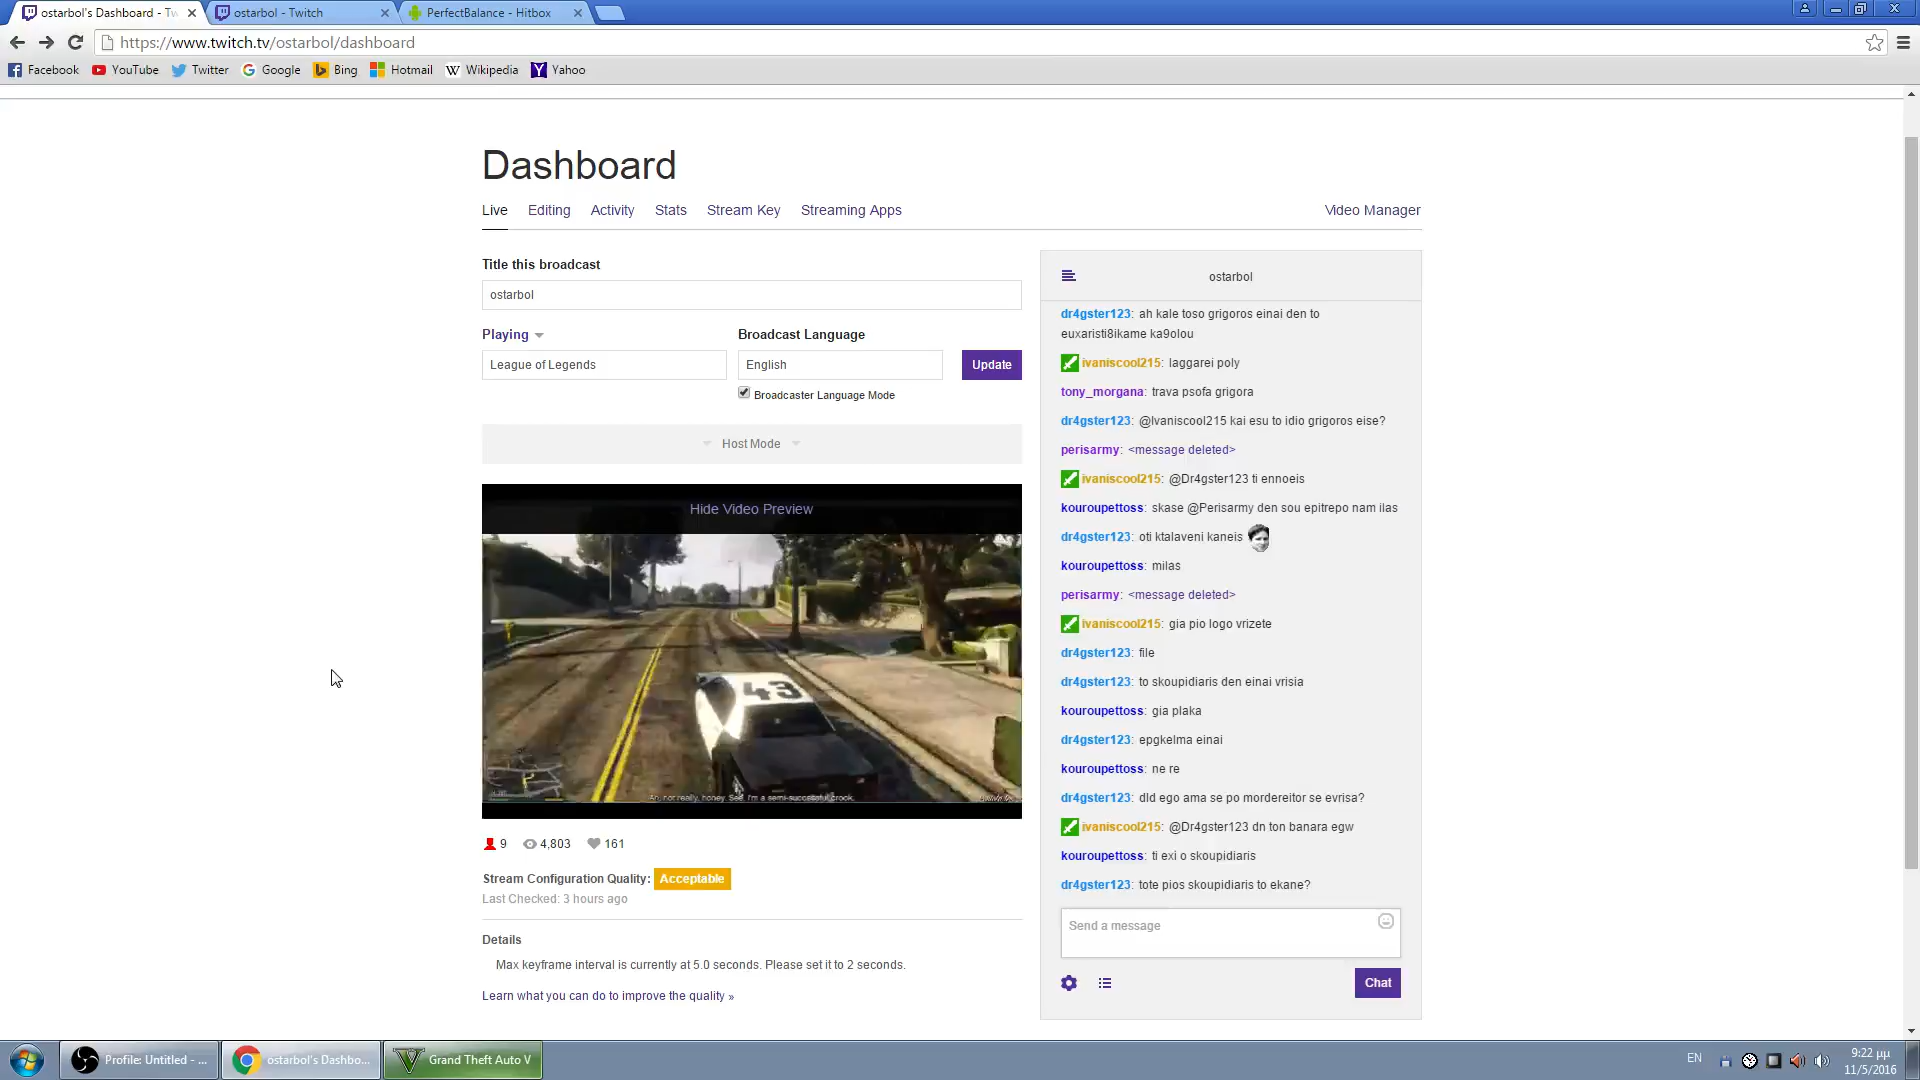 ostarbol's Dashboard - Tw
ostarbol - Twitch
PerfectBalance - Hitbox
https://www.twitch.tv/ostarbol/dashboard
Facebook YouTube Twitter Google Bing Hotmail Wikipedia Yahoo
Dashboard
Live Editing Activity Stats Stream Key Streaming Apps Video Manager
Title this broadcast
ostarbol
Playing
Broadcast Language
League of Legends
English
Update
Broadcaster Language Mode
Host Mode
Hide Video Preview
43
Ah, not really, honey. See, I'm a semi-successful crook.
9 4,803 161
Stream Configuration Quality: Acceptable
Last Checked: 3 hours ago
Details
Max keyframe interval is currently at 5.0 seconds. Please set it to 2 seconds.
Learn what you can do to improve the quality »
ostarbol
dr4gster123: ah kale toso grigoros einai den to
euxaristi8ikame ka9olou
ivaniscool215: laggarei poly
tony_morgana: trava psofa grigora
dr4gster123: @Ivaniscool215 kai esu to idio grigoros eise?
perisarmy: <message deleted>
ivaniscool215: @Dr4gster123 ti ennoeis
kouroupettoss: skase @Perisarmy den sou epitrepo nam ilas
dr4gster123: oti ktalaveni kaneis
kouroupettoss: milas
perisarmy: <message deleted>
ivaniscool215: gia pio logo vrizete
dr4gster123: file
dr4gster123: to skoupidiaris den einai vrisia
kouroupettoss: gia plaka
dr4gster123: epgkelma einai
kouroupettoss: ne re
dr4gster123: dld ego ama se po mordereitor se evrisa?
ivaniscool215: @Dr4gster123 dn ton banara egw
kouroupettoss: ti exi o skoupidiaris
dr4gster123: tote pios skoupidiaris to ekane?
Send a message
Chat
Profile: Untitled - ...
ostarbol's Dashbo...
Grand Theft Auto V
EN
9:22 μμ
11/5/2016